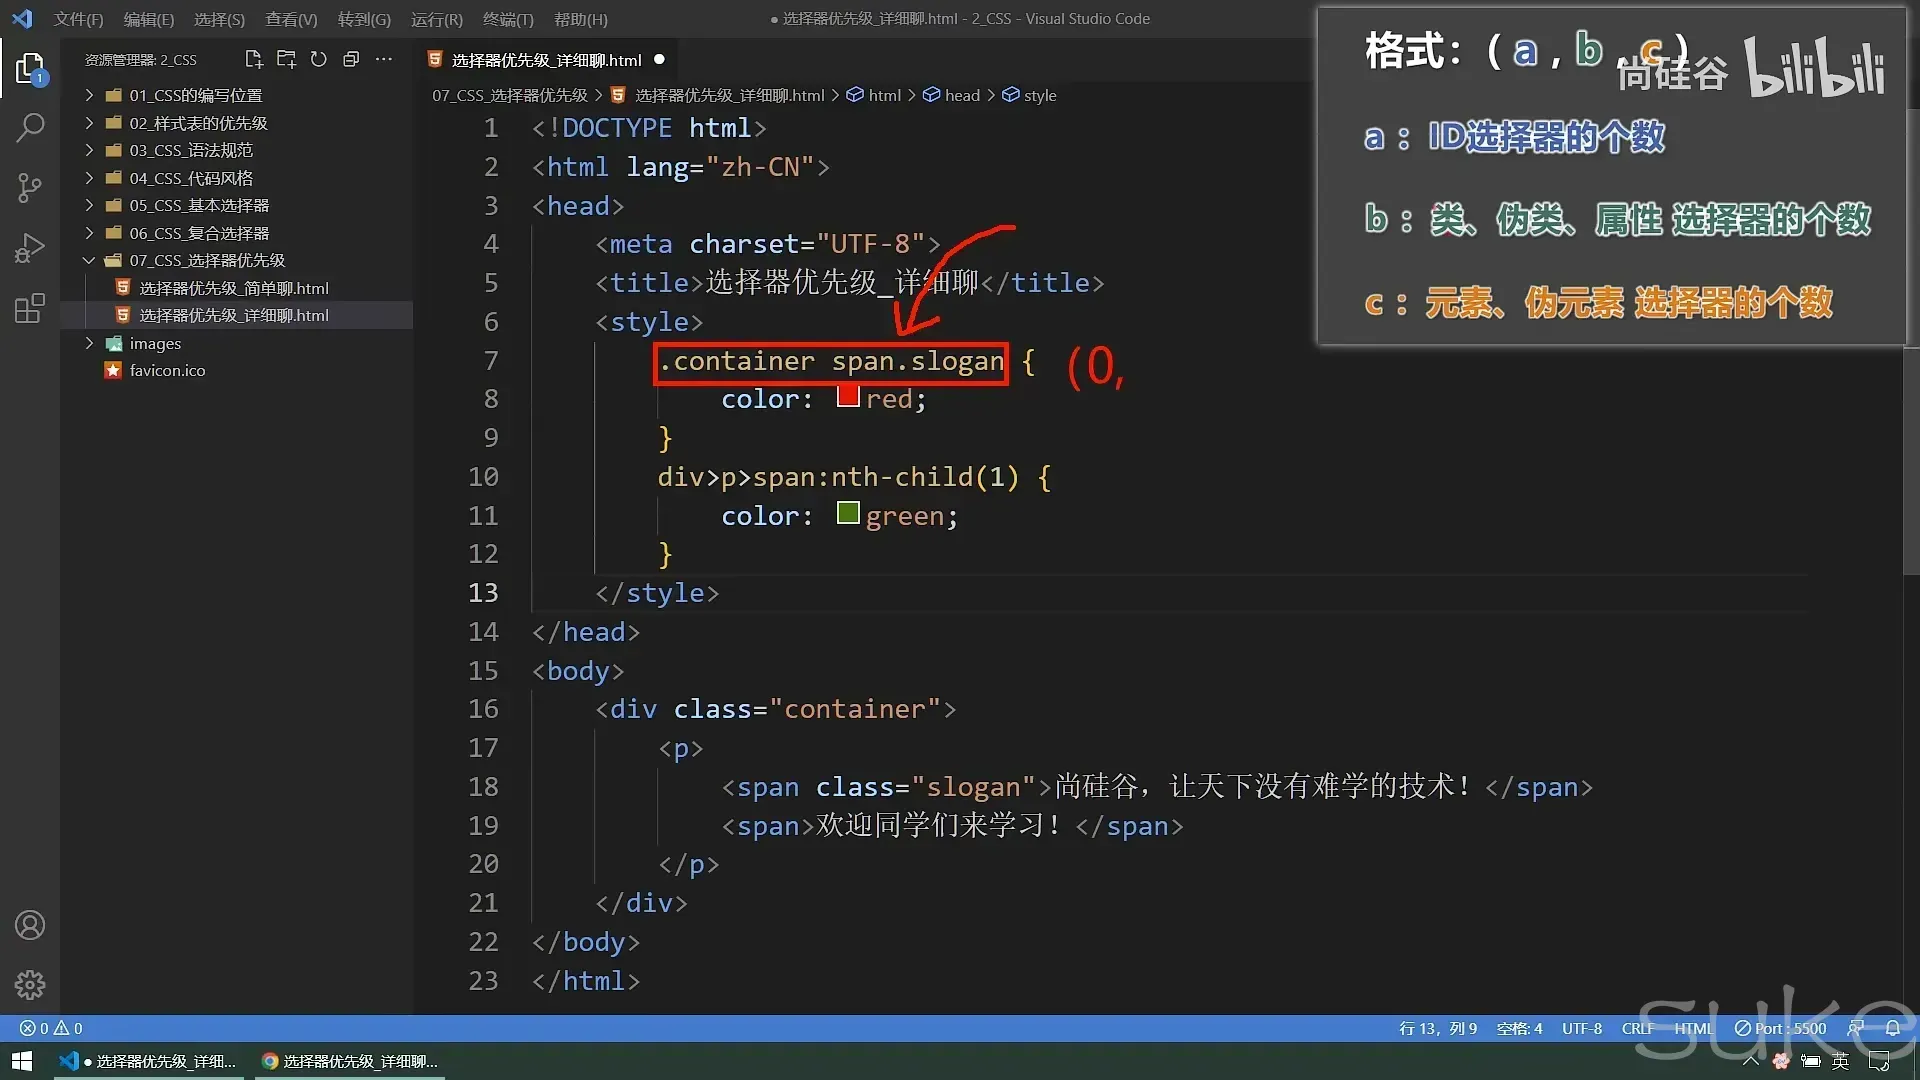 文件(F) 编辑(E) 选择(S) 查看(V) 转到(G) 运行(R) 终端(T) 帮助(H)
● 选择器优先级_详细聊.html - 2_CSS - Visual Studio Code
资源管理器: 2_CSS
1
01_CSS的编写位置
02_样式表的优先级
03_CSS_语法规范
04_CSS_代码风格
05_CSS_基本选择器
06_CSS_复合选择器
07_CSS_选择器优先级
选择器优先级_简单聊.html
选择器优先级_详细聊.html
images
favicon.ico
选择器优先级_详细聊.html ●
07_CSS_选择器优先级 > 选择器优先级_详细聊.html > html > head > style
1 <!DOCTYPE html>
2 <html lang="zh-CN">
3 <head>
4 <meta charset="UTF-8">
5 <title>选择器优先级_详细聊</title>
6 <style>
7 .container span.slogan { (0,
8 color: red;
9 }
10 div>p>span:nth-child(1) {
11 color: green;
12 }
13 </style>
14 </head>
15 <body>
16 <div class="container">
17 <p>
18 <span class="slogan">尚硅谷，让天下没有难学的技术！</span>
19 <span>欢迎同学们来学习！</span>
20 </p>
21 </div>
22 </body>
23 </html>
格式：( a , b , c )
尚硅谷 bilibili
a ：ID选择器的个数
b ：类、伪类、属性 选择器的个数
c ：元素、伪元素 选择器的个数
0 0
行 13，列 9 空格: 4 UTF-8 CRLF HTML Port : 5500
suke
● 选择器优先级_详细...
选择器优先级_详细聊...
英